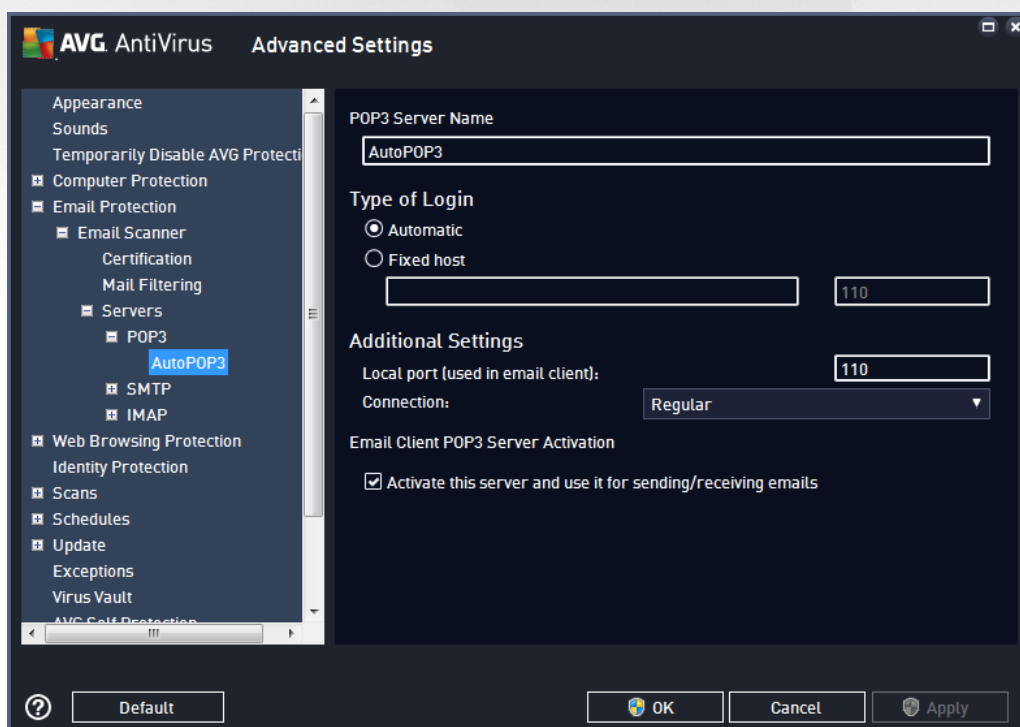 AVG. AntiVirus Advanced Settings
Appearance
Sounds
Temporarily Disable AVG Protecti
Computer Protection
Email Protection
Email Scanner
Certification
Mail Filtering
Servers
POP3
AutoPOP3
SMTP
IMAP
Web Browsing Protection
Identity Protection
Scans
Schedules
Update
Exceptions
Virus Vault
AVG Self Protection
POP3 Server Name
AutoPOP3
Type of Login
Automatic
Fixed host
110
Additional Settings
Local port (used in email client): 110
Connection: Regular
Email Client POP3 Server Activation
Activate this server and use it for sending/receiving emails
? Default OK Cancel Apply